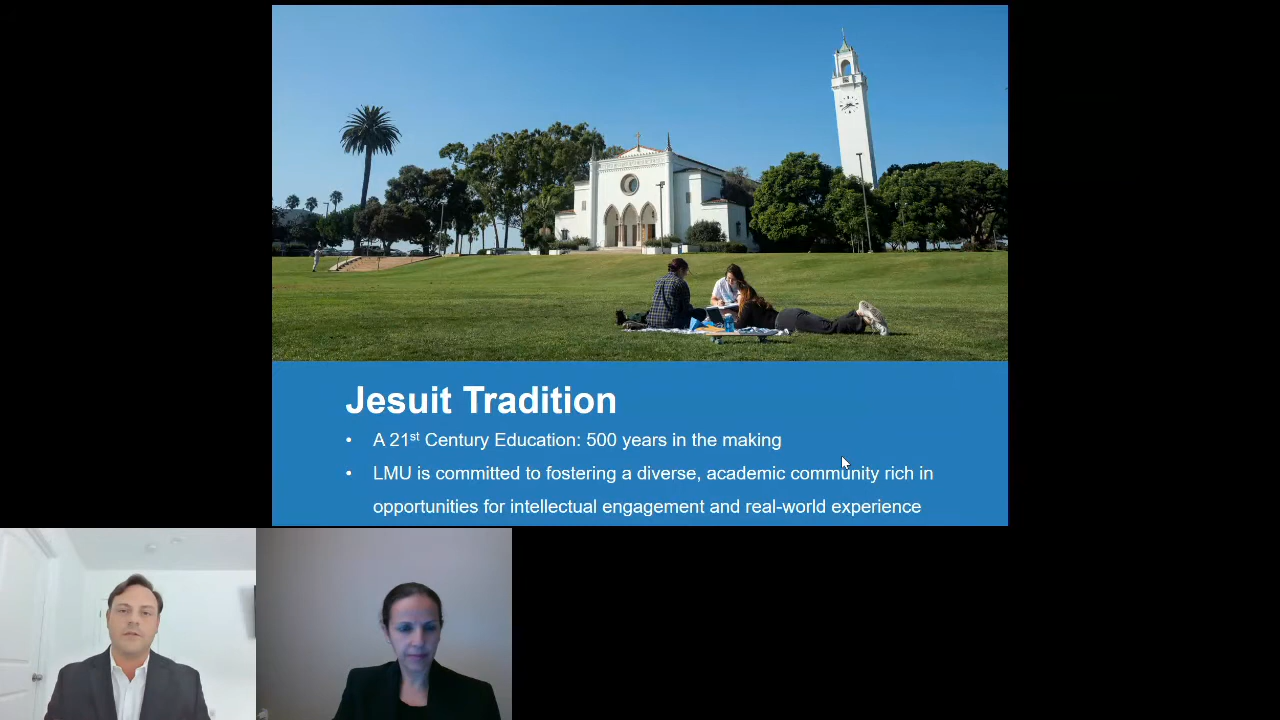 Jesuit Tradition
• A 21st Century Education: 500 years in the making
• LMU is committed to fostering a diverse, academic community rich in
opportunities for intellectual engagement and real-world experience